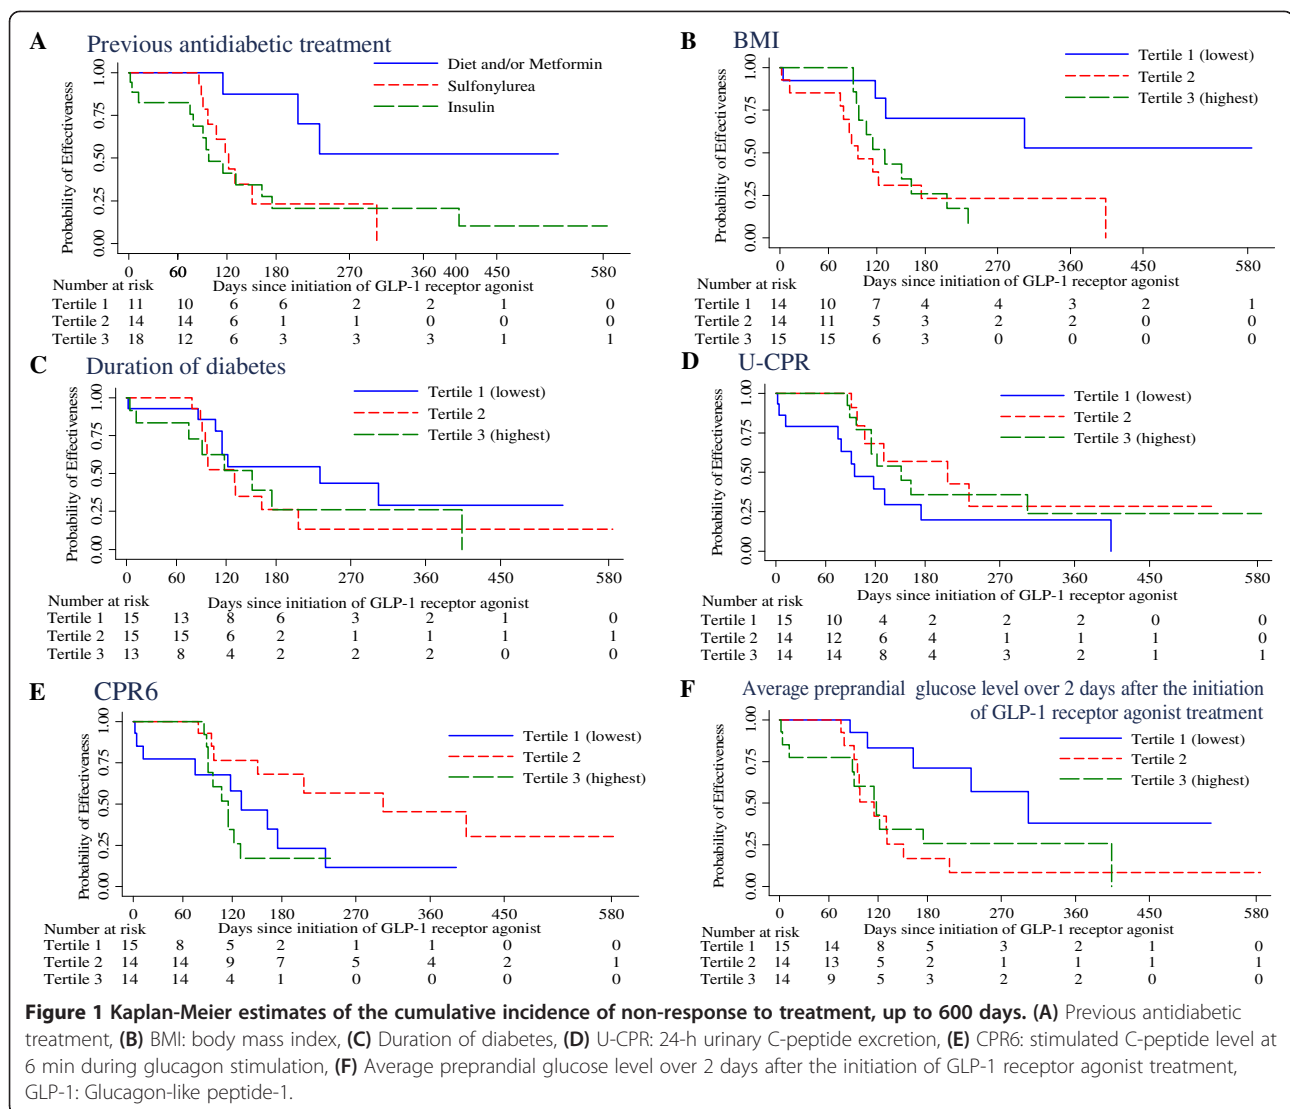 A Previous antidiabetic treatment
Diet and/or Metformin
Sulfonylurea
Insulin
Probability of Effectiveness
1.00
0.75
0.50
0.25
0.00
0 60 120 270 360 400 450 580
Number at risk Days since initiation of GLP-1 receptor agonist
Tertile 1 11 10 6 6 2 2 1 0
Tertile 2 14 14 6 1 1 0 0 0
Tertile 3 18 12 6 3 3 3 1 1
B BMI
Tertile 1 (lowest)
Tertile 2
Tertile 3 (highest)
Probability of Effectiveness
1.00
0.75
0.50
0.25
0.00
0 60 120 180 270 360 450 580
Number at risk
Days since initiation of GLP-1 receptor agonist
Tertile 1 14 10 7 4 4 3 2 1
Tertile 2 14 11 5 3 2 2 0 0
Tertile 3 15 15 6 3 0 0 0 0
C Duration of diabetes
Tertile 1 (lowest)
Tertile 2
Tertile 3 (highest)
Probability of Effectiveness
1.00
0.75
0.50
0.25
0.00
0 60 120 180 270 360 450 580
Number at risk Days since initiation of GLP-1 receptor agonist
Tertile 1 15 13 8 6 3 2 1 0
Tertile 2 15 15 6 2 1 1 1 1
Tertile 3 13 8 4 2 2 2 0 0
D U-CPR
Tertile 1 (lowest)
Tertile 2
Tertile 3 (highest)
Probability of Effectiveness
1.00
0.75
0.50
0.25
0.00
0 60 120 180 270 360 450 580
Number at risk Days since initiation of GLP-1 receptor agonist
Tertile 1 15 10 4 2 2 2 0 0
Tertile 2 14 12 6 4 1 1 1 0
Tertile 3 14 14 8 4 3 2 1 1
E CPR6
Tertile 1 (lowest)
Tertile 2
Tertile 3 (highest)
Probability of Effectiveness
1.00
0.75
0.50
0.25
0.00
0 60 120 180 270 360 450 580
Number at risk Days since initiation of GLP-1 receptor agonist
Tertile 1 15 8 5 2 1 1 0 0
Tertile 2 14 14 9 7 5 4 2 1
Tertile 3 14 14 4 1 0 0 0 0
F Average preprandial glucose level over 2 days after the initiation
of GLP-1 receptor agonist treatment
Tertile 1 (lowest)
Tertile 2
Tertile 3 (highest)
Probability of Effectiveness
1.00
0.75
0.50
0.25
0.00
0 60 120 180 270 360 450 580
Number at risk Days since initiation of GLP-1 receptor agonist
Tertile 1 15 14 8 5 3 2 1 0
Tertile 2 14 13 5 2 1 1 1 1
Tertile 3 14 9 5 3 2 2 0 0
Figure 1 Kaplan-Meier estimates of the cumulative incidence of non-response to treatment, up to 600 days. (A) Previous antidiabetic
treatment, (B) BMI: body mass index, (C) Duration of diabetes, (D) U-CPR: 24-h urinary C-peptide excretion, (E) CPR6: stimulated C-peptide level at
6 min during glucagon stimulation, (F) Average preprandial glucose level over 2 days after the initiation of GLP-1 receptor agonist treatment,
GLP-1: Glucagon-like peptide-1.